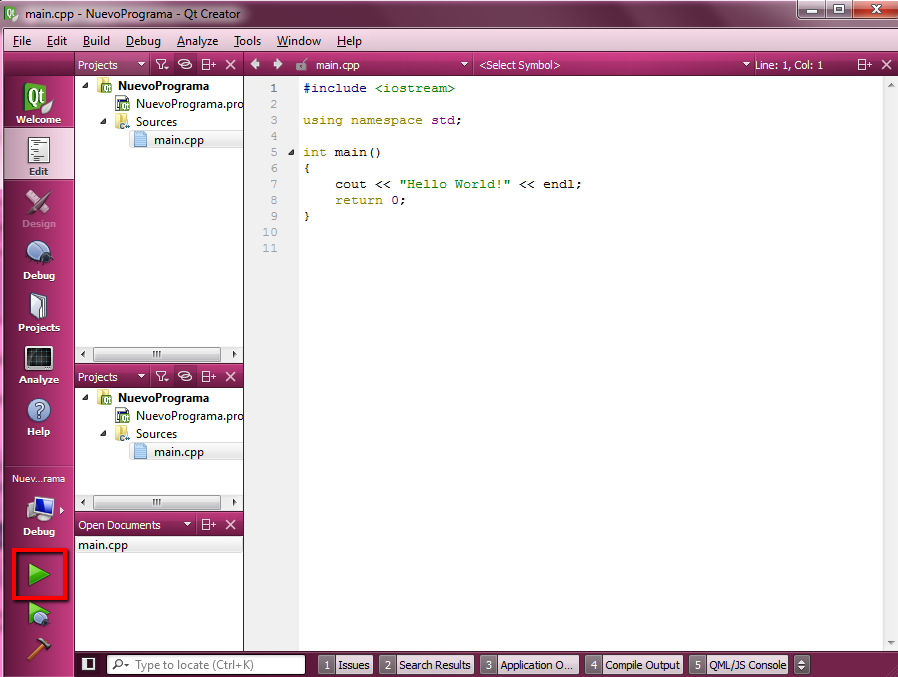 main.cpp - NuevoPrograma - Qt Creator
File Edit Build Debug Analyze Tools Window Help
Projects main.cpp <Select Symbol> Line: 1, Col: 1
Qt
Welcome
Edit
Design
Debug
Projects
Analyze
Help
Nuev...rama
Debug
NuevoPrograma
NuevoPrograma.pro
Sources
main.cpp
Projects
NuevoPrograma
NuevoPrograma.pro
Sources
main.cpp
Open Documents
main.cpp
1 #include <iostream>
2
3 using namespace std;
4
5 int main()
6 {
7 cout << "Hello World!" << endl;
8 return 0;
9 }
10
11
Type to locate (Ctrl+K) 1 Issues 2 Search Results 3 Application O... 4 Compile Output 5 QML/JS Console